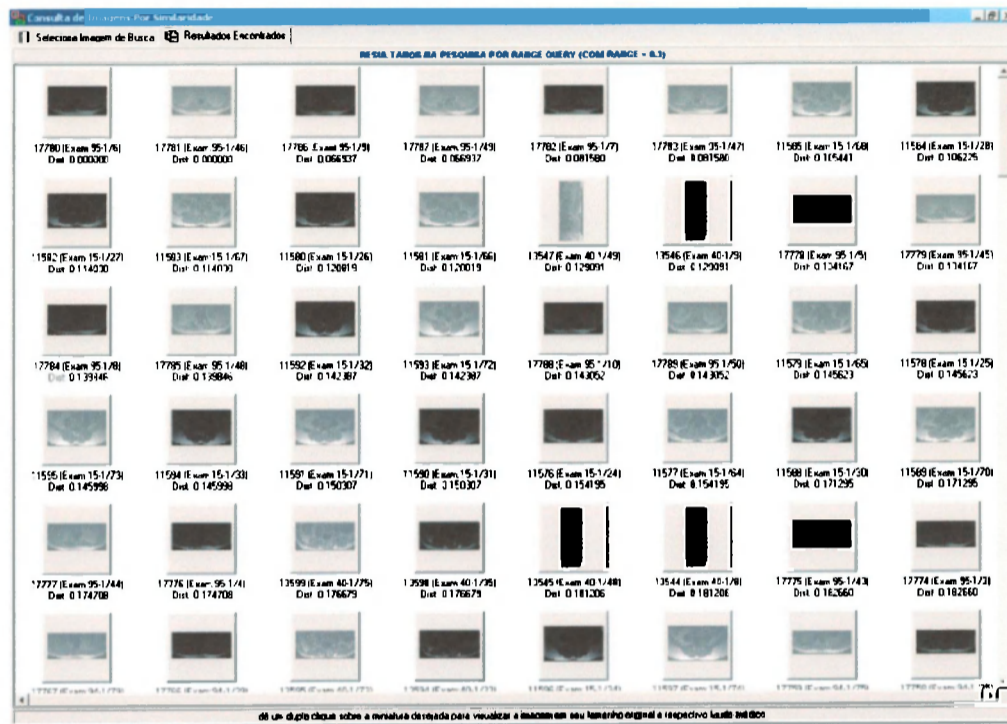 Consulta de Imagens Por Similaridade
Seleciona Imagem de Busca Resultados Encontrados
RESULTADOS NA PESQUISA POR RANGE QUERY (COM RANGE = 0.3)
17780 (Exam 95-1/6) 17781 (Exam 95-1/46) 17786 (Exam 95-1/9) 17787 (Exam 95-1/49) 17782 (Exam 95-1/7) 17783 (Exam 95-1/47) 11585 (Exam 15-1/68) 11584 (Exam 15-1/28)
Dist: 0.000000 Dist: 0.000000 Dist: 0.066937 Dist: 0.066937 Dist: 0.081580 Dist: 0.081580 Dist: 0.105441 Dist: 0.106225
11582 (Exam 15-1/27) 11583 (Exam 15-1/67) 11580 (Exam 15-1/26) 11581 (Exam 15-1/66) 13547 (Exam 40-1/49) 13546 (Exam 40-1/9) 17778 (Exam 95-1/5) 17779 (Exam 95-1/45)
Dist: 0.114030 Dist: 0.114030 Dist: 0.120819 Dist: 0.120019 Dist: 0.129091 Dist: 0.129091 Dist: 0.134167 Dist: 0.134167
17784 (Exam 95-1/8) 17785 (Exam 95-1/48) 11592 (Exam 15-1/32) 11593 (Exam 15-1/72) 17788 (Exam 95-1/10) 17789 (Exam 95-1/50) 11579 (Exam 15-1/65) 11578 (Exam 15-1/25)
Dist: 0.139846 Dist: 0.139846 Dist: 0.142387 Dist: 0.142387 Dist: 0.143052 Dist: 0.143052 Dist: 0.145623 Dist: 0.145623
11595 (Exam 15-1/73) 11594 (Exam 15-1/33) 11591 (Exam 15-1/71) 11590 (Exam 15-1/31) 11576 (Exam 15-1/24) 11577 (Exam 15-1/64) 11588 (Exam 15-1/30) 11589 (Exam 15-1/70)
Dist: 0.145998 Dist: 0.145998 Dist: 0.150307 Dist: 0.150307 Dist: 0.154195 Dist: 0.154195 Dist: 0.171295 Dist: 0.171295
17777 (Exam 95-1/44) 17776 (Exam 95-1/4) 13599 (Exam 40-1/75) 13598 (Exam 40-1/35) 13545 (Exam 40-1/48) 13544 (Exam 40-1/8) 17775 (Exam 95-1/43) 17774 (Exam 95-1/3)
Dist: 0.174708 Dist: 0.174708 Dist: 0.176679 Dist: 0.176679 Dist: 0.181206 Dist: 0.181206 Dist: 0.182660 Dist: 0.182660
dê um duplo clique sobre a miniatura desejada para visualizar a imagem em seu tamanho original e respectivo laudo médico